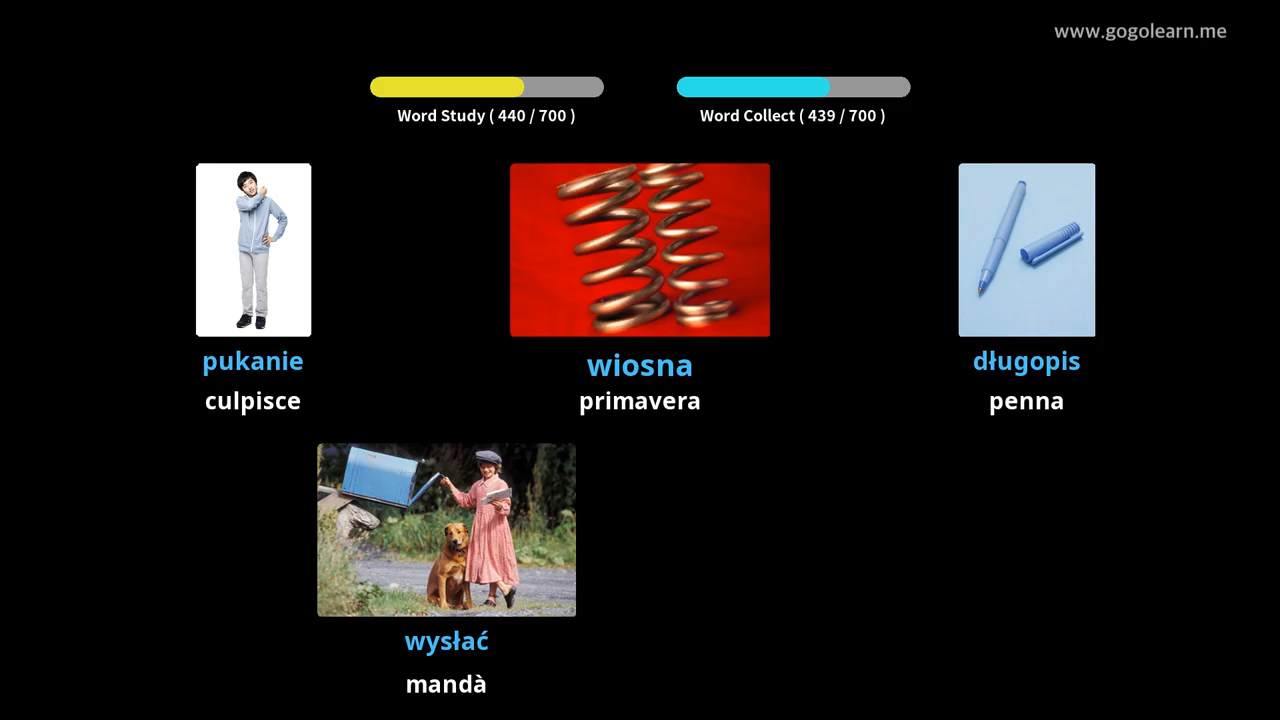 www.gogolearn.me
Word Study ( 440 / 700 )
Word Collect ( 439 / 700 )
pukanie
culpisce
wiosna
primavera
długopis
penna
wysłać
mandà